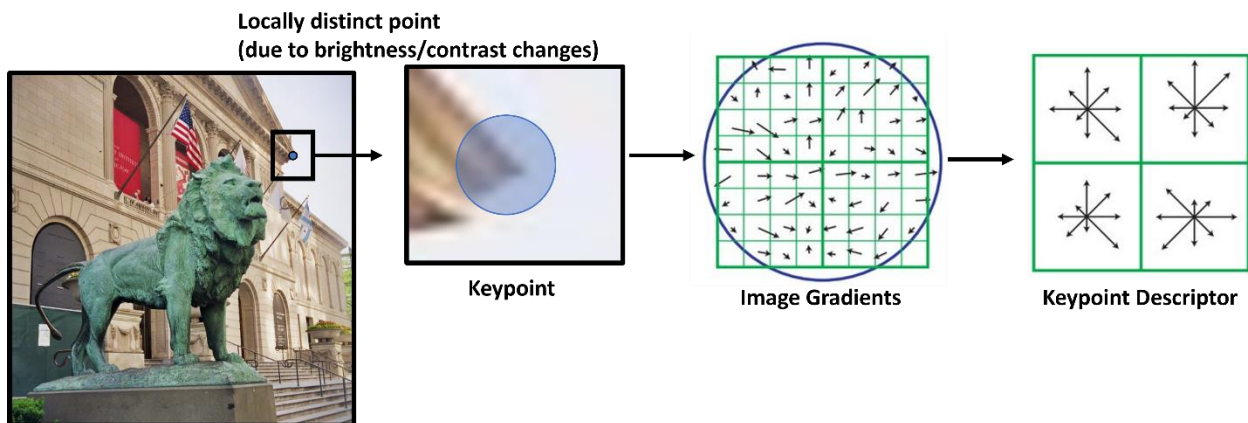 Locally distinct point
(due to brightness/contrast changes)
Keypoint
Image Gradients
Keypoint Descriptor